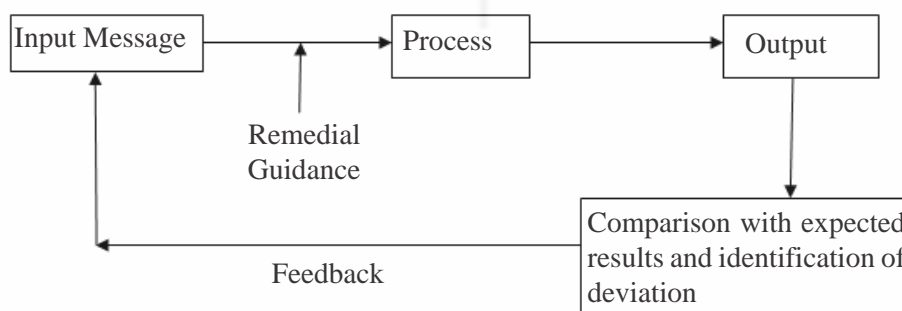 Input Message
Process
Output
Remedial
Guidance
Comparison with expected
results and identification of
deviation
Feedback